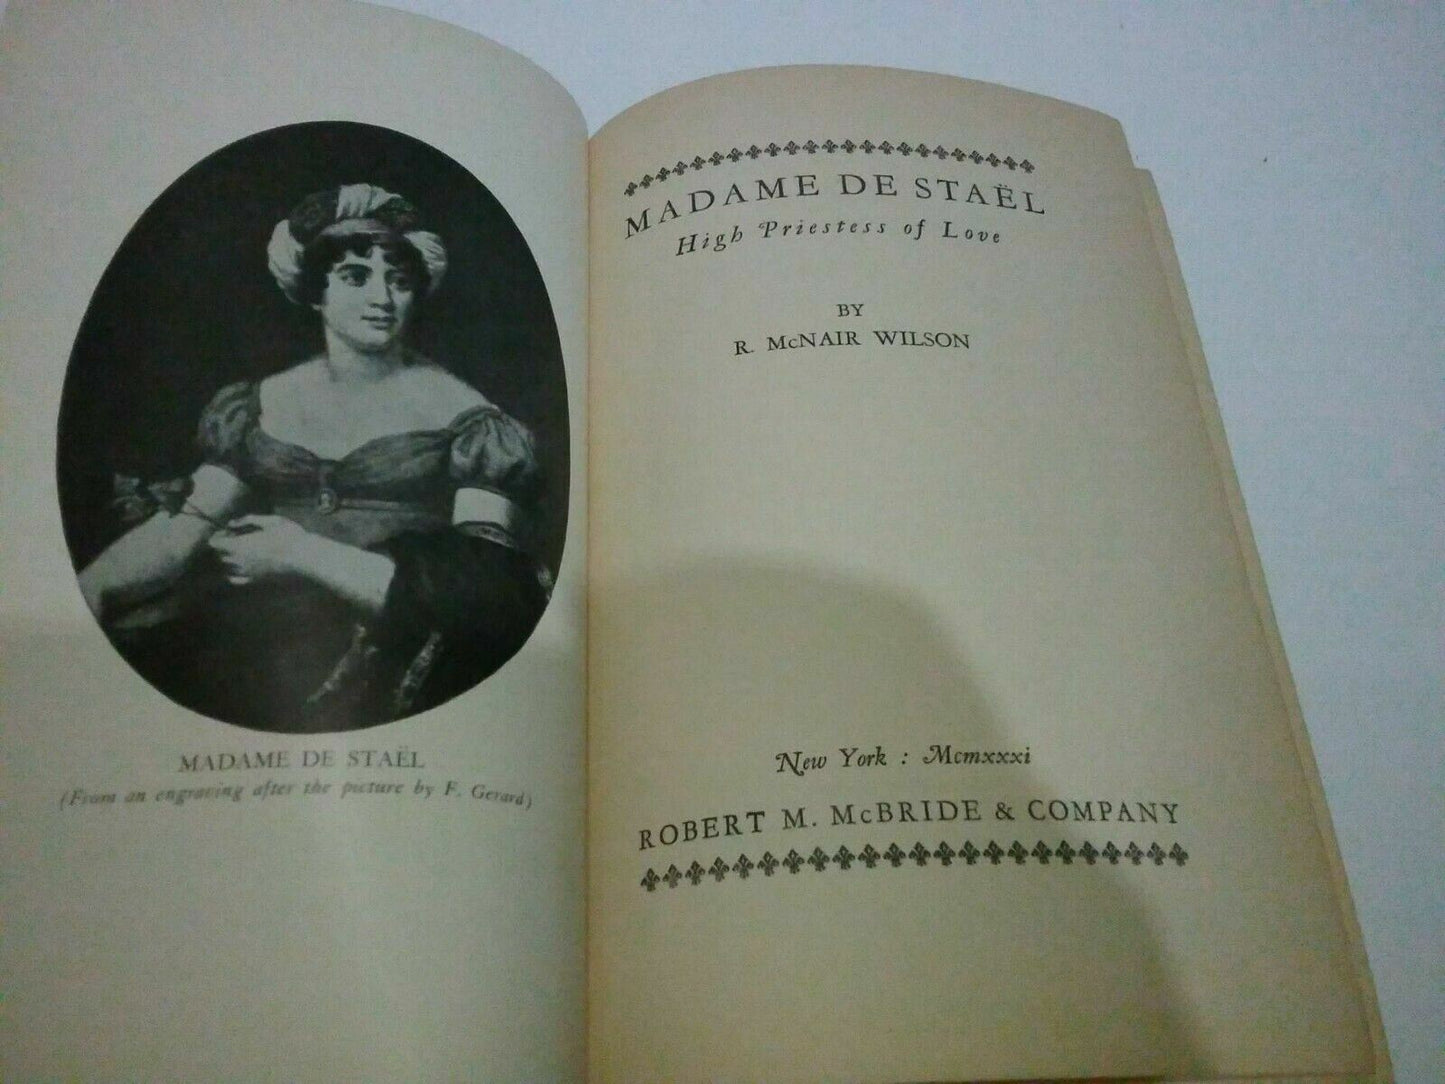 MADAME DE STAËL
(From an engraving after the picture by F. Gerard)
MADAME DE STAËL
High Priestess of Love
BY
R. McNAIR WILSON
New York : Mcmxxxi
ROBERT M. McBRIDE & COMPANY